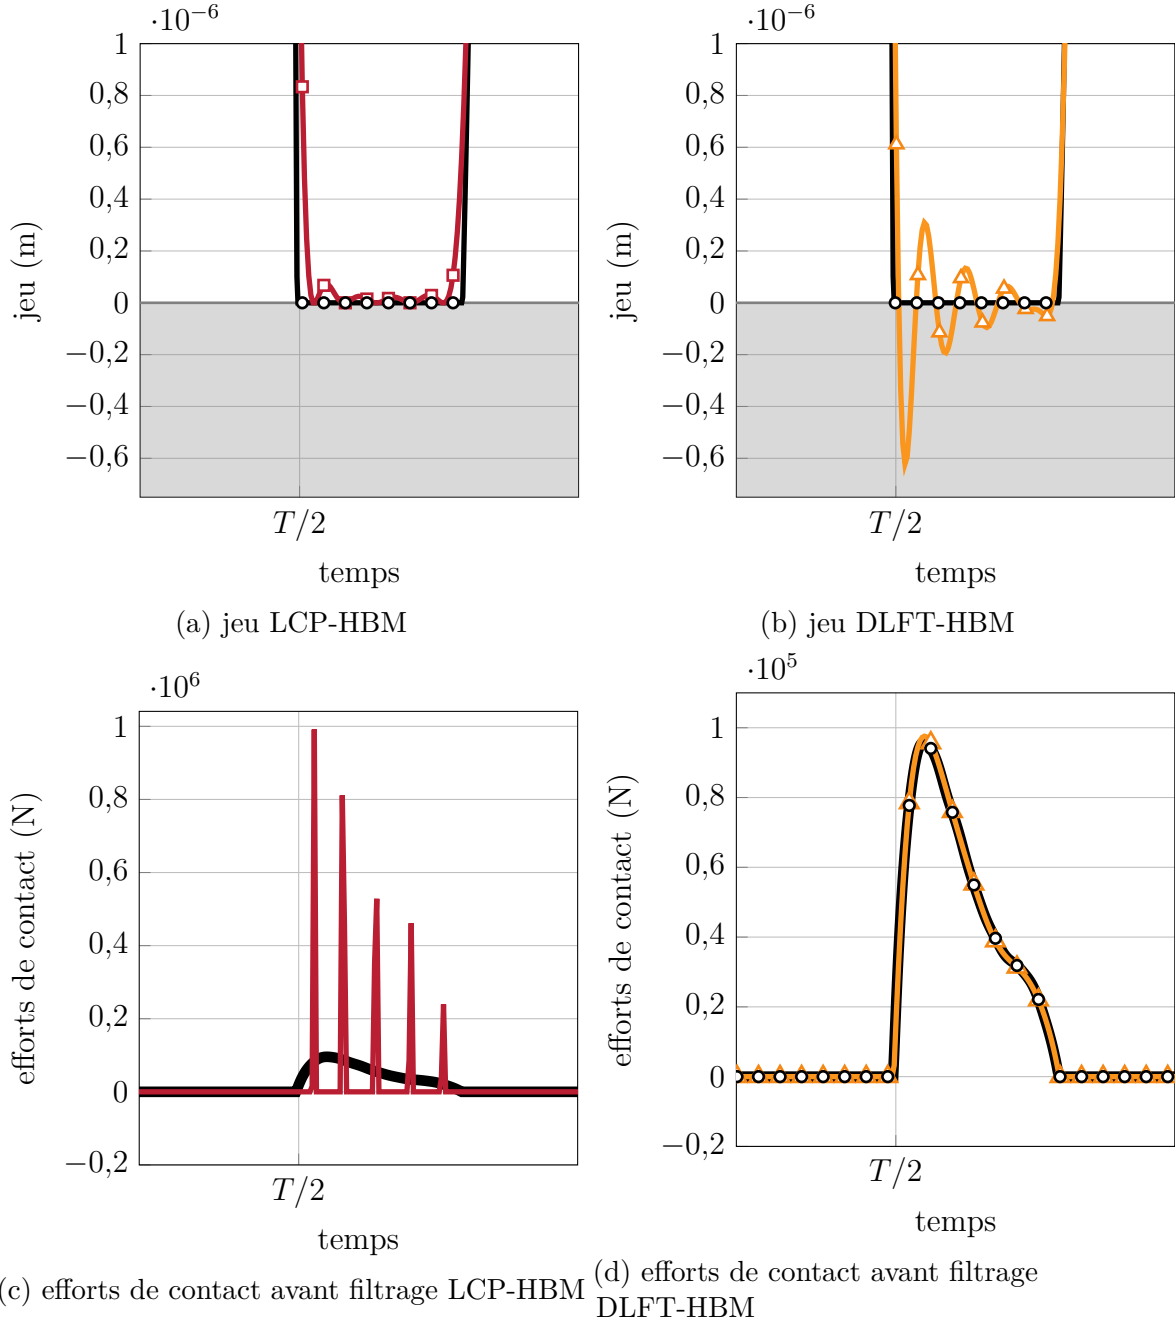 ·10⁻⁶
1
0,8
0,6
0,4
0,2
0
−0,2
−0,4
−0,6
jeu (m)
T/2
temps
(a) jeu LCP-HBM
·10⁻⁶
1
0,8
0,6
0,4
0,2
0
−0,2
−0,4
−0,6
jeu (m)
T/2
temps
(b) jeu DLFT-HBM
·10⁶
1
0,8
0,6
0,4
0,2
0
−0,2
efforts de contact (N)
T/2
temps
(c) efforts de contact avant filtrage LCP-HBM
·10⁵
1
0,8
0,6
0,4
0,2
0
−0,2
efforts de contact (N)
T/2
temps
(d) efforts de contact avant filtrage
DLFT-HBM